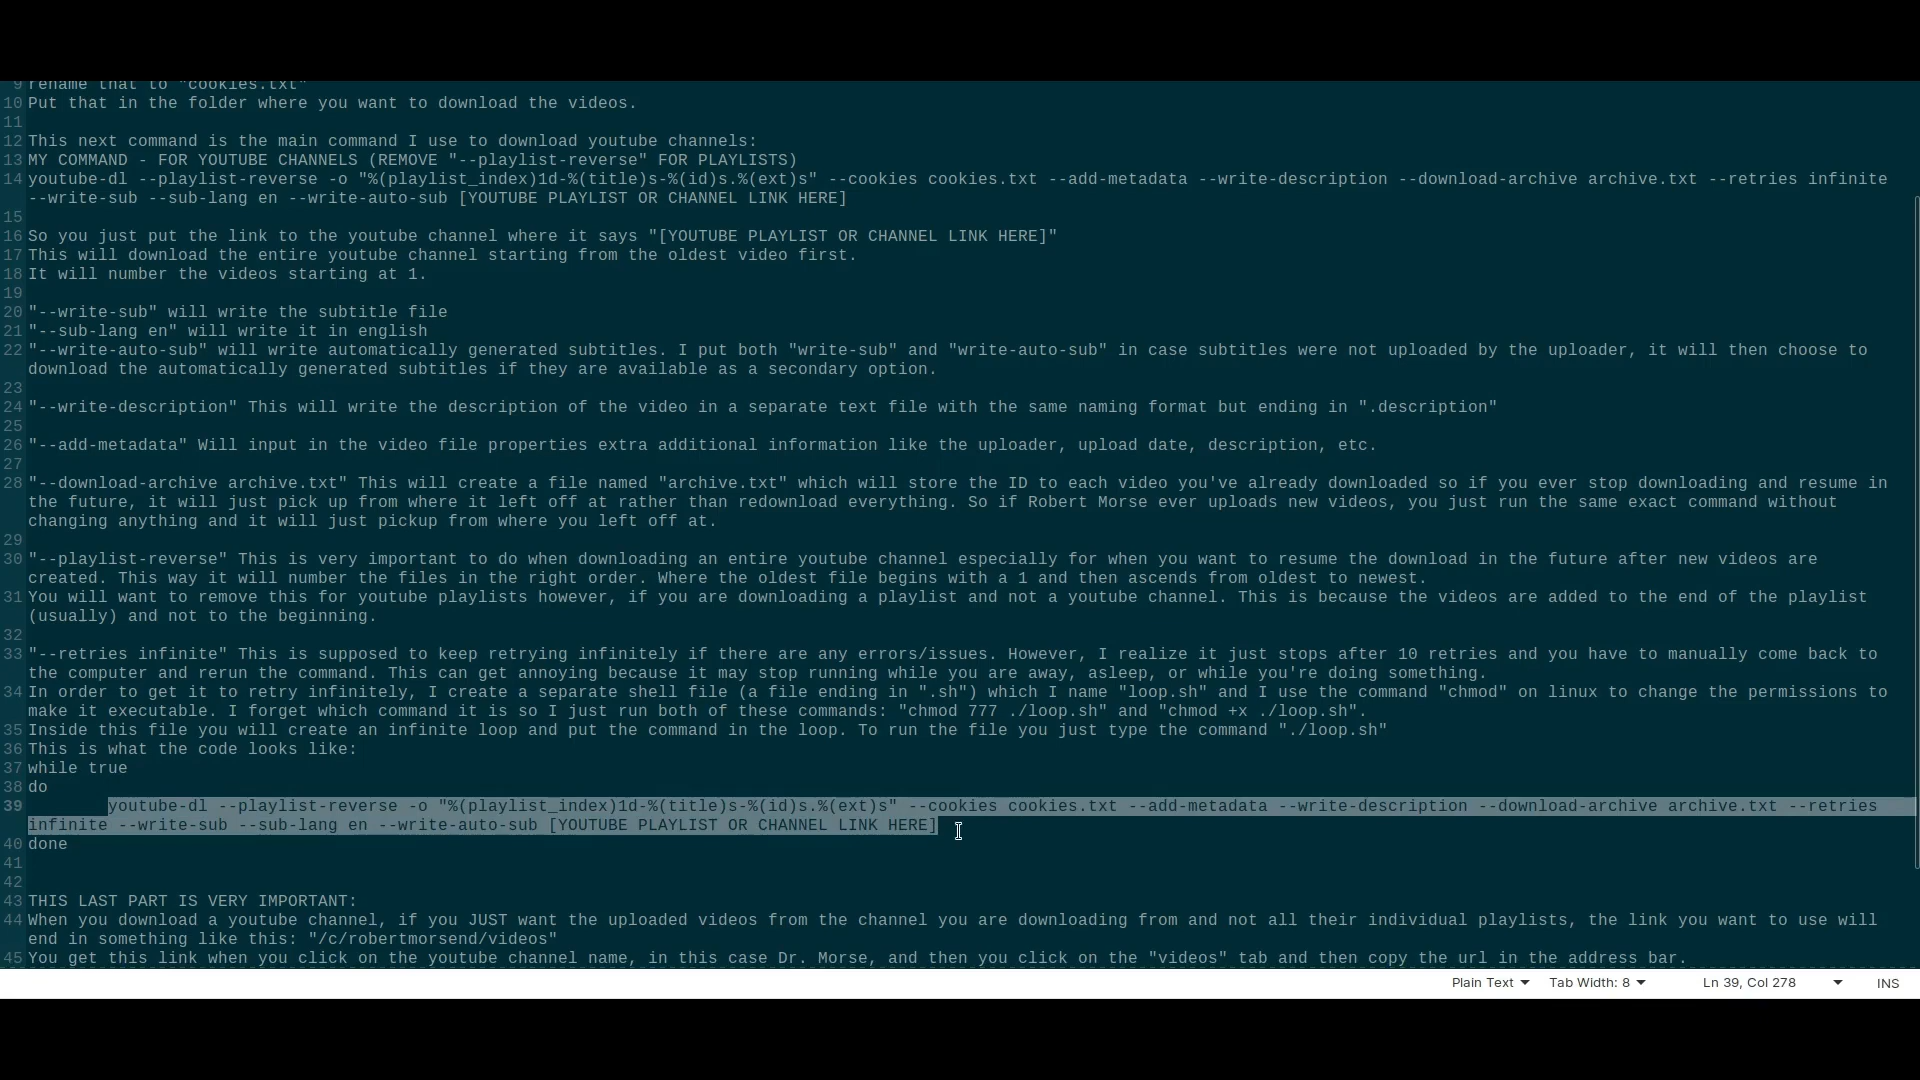 9 rename that to "cookies.txt"
10 Put that in the folder where you want to download the videos.
11
12 This next command is the main command I use to download youtube channels:
13 MY COMMAND - FOR YOUTUBE CHANNELS (REMOVE "--playlist-reverse" FOR PLAYLISTS)
14 youtube-dl --playlist-reverse -o "%(playlist_index)1d-%(title)s-%(id)s.%(ext)s" --cookies cookies.txt --add-metadata --write-description --download-archive archive.txt --retries infinite
--write-sub --sub-lang en --write-auto-sub [YOUTUBE PLAYLIST OR CHANNEL LINK HERE]
15
16 So you just put the link to the youtube channel where it says "[YOUTUBE PLAYLIST OR CHANNEL LINK HERE]"
17 This will download the entire youtube channel starting from the oldest video first.
18 It will number the videos starting at 1.
19
20 "--write-sub" will write the subtitle file
21 "--sub-lang en" will write it in english
22 "--write-auto-sub" will write automatically generated subtitles. I put both "write-sub" and "write-auto-sub" in case subtitles were not uploaded by the uploader, it will then choose to
download the automatically generated subtitles if they are available as a secondary option.
23
24 "--write-description" This will write the description of the video in a separate text file with the same naming format but ending in ".description"
25
26 "--add-metadata" Will input in the video file properties extra additional information like the uploader, upload date, description, etc.
27
28 "--download-archive archive.txt" This will create a file named "archive.txt" which will store the ID to each video you've already downloaded so if you ever stop downloading and resume in
the future, it will just pick up from where it left off at rather than redownload everything. So if Robert Morse ever uploads new videos, you just run the same exact command without
changing anything and it will just pickup from where you left off at.
29
30 "--playlist-reverse" This is very important to do when downloading an entire youtube channel especially for when you want to resume the download in the future after new videos are
created. This way it will number the files in the right order. Where the oldest file begins with a 1 and then ascends from oldest to newest.
31 You will want to remove this for youtube playlists however, if you are downloading a playlist and not a youtube channel. This is because the videos are added to the end of the playlist
(usually) and not to the beginning.
32
33 "--retries infinite" This is supposed to keep retrying infinitely if there are any errors/issues. However, I realize it just stops after 10 retries and you have to manually come back to
the computer and rerun the command. This can get annoying because it may stop running while you are away, asleep, or while you're doing something.
34 In order to get it to retry infinitely, I create a separate shell file (a file ending in ".sh") which I name "loop.sh" and I use the command "chmod" on linux to change the permissions to
make it executable. I forget which command it is so I just run both of these commands: "chmod 777 ./loop.sh" and "chmod +x ./loop.sh".
35 Inside this file you will create an infinite loop and put the command in the loop. To run the file you just type the command "./loop.sh"
36 This is what the code looks like:
37 while true
38 do
39 youtube-dl --playlist-reverse -o "%(playlist_index)1d-%(title)s-%(id)s.%(ext)s" --cookies cookies.txt --add-metadata --write-description --download-archive archive.txt --retries
infinite --write-sub --sub-lang en --write-auto-sub [YOUTUBE PLAYLIST OR CHANNEL LINK HERE]
40 done
41
42
43 THIS LAST PART IS VERY IMPORTANT:
44 When you download a youtube channel, if you JUST want the uploaded videos from the channel you are downloading from and not all their individual playlists, the link you want to use will
end in something like this: "/c/robertmorsend/videos"
45 You get this link when you click on the youtube channel name, in this case Dr. Morse, and then you click on the "videos" tab and then copy the url in the address bar.
Plain Text Tab Width: 8 Ln 39, Col 278 INS